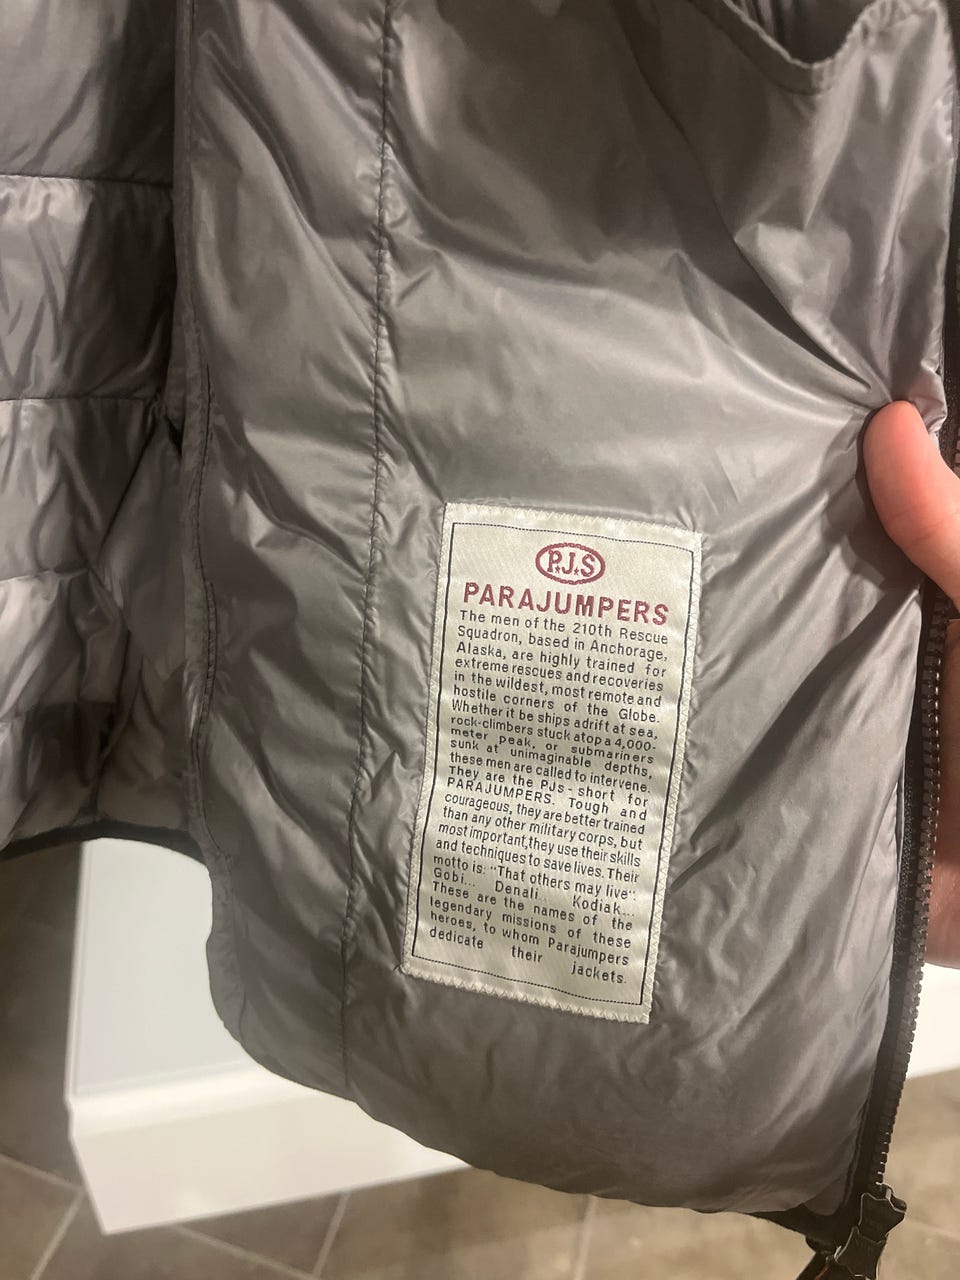 P.J.S
PARAJUMPERS
The men of the 210th Rescue
Squadron, based in Anchorage,
Alaska, are highly trained for
extreme rescues and recoveries
in the wildest, most remote and
hostile corners of the Globe.
Whether it be ships adrift at sea,
rock-climbers stuck atop a 4,000-
meter peak, or submariners
sunk at unimaginable depths,
these men are called to intervene.
They are the PJs - short for
PARAJUMPERS. Tough and
courageous, they are better trained
than any other military corps, but
most important,they use their skills
and techniques to save lives. Their
motto is: "That others may live":
Gobi... Denali... Kodiak...
These are the names of the
legendary missions of these
heroes, to whom Parajumpers
dedicate their jackets.